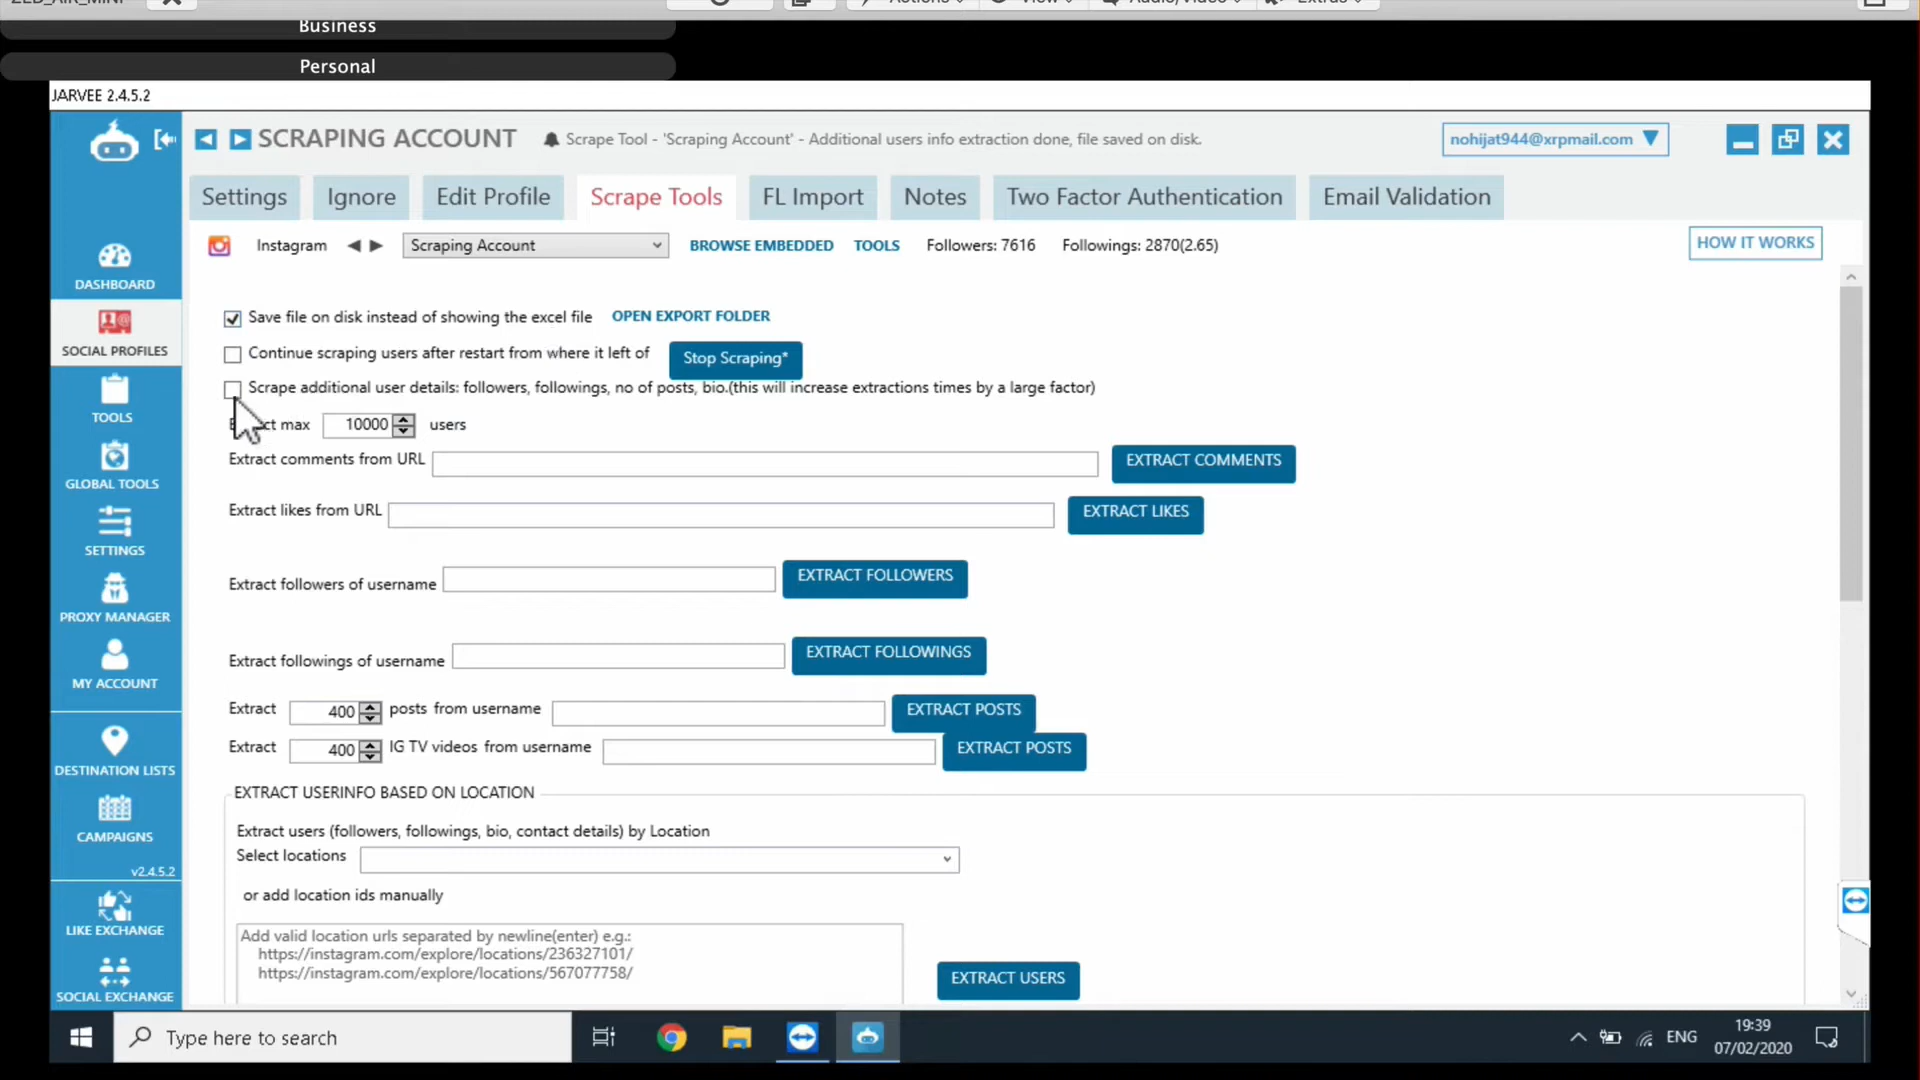 ZED_AIR_MINI
Actions
View
Audio/Video
Extras
Business
Personal
JARVEE 2.4.5.2
SCRAPING ACCOUNT
Scrape Tool - 'Scraping Account' - Additional users info extraction done, file saved on disk.
nohijat944@xrpmail.com
Settings
Ignore
Edit Profile
Scrape Tools
FL Import
Notes
Two Factor Authentication
Email Validation
Instagram
Scraping Account
BROWSE EMBEDDED
TOOLS
Followers: 7616
Followings: 2870(2.65)
HOW IT WORKS
DASHBOARD
SOCIAL PROFILES
TOOLS
GLOBAL TOOLS
SETTINGS
PROXY MANAGER
MY ACCOUNT
DESTINATION LISTS
CAMPAIGNS
v2.4.5.2
LIKE EXCHANGE
SOCIAL EXCHANGE
Save file on disk instead of showing the excel file
OPEN EXPORT FOLDER
Continue scraping users after restart from where it left of
Stop Scraping*
Scrape additional user details: followers, followings, no of posts, bio.(this will increase extractions times by a large factor)
max 10000 users
Extract comments from URL
EXTRACT COMMENTS
Extract likes from URL
EXTRACT LIKES
Extract followers of username
EXTRACT FOLLOWERS
Extract followings of username
EXTRACT FOLLOWINGS
Extract 400 posts from username
EXTRACT POSTS
Extract 400 IG TV videos from username
EXTRACT POSTS
EXTRACT USERINFO BASED ON LOCATION
Extract users (followers, followings, bio, contact details) by Location
Select locations
or add location ids manually
Add valid location urls separated by newline(enter) e.g.:
https://instagram.com/explore/locations/236327101/
https://instagram.com/explore/locations/567077758/
EXTRACT USERS
Type here to search
ENG
19:39
07/02/2020